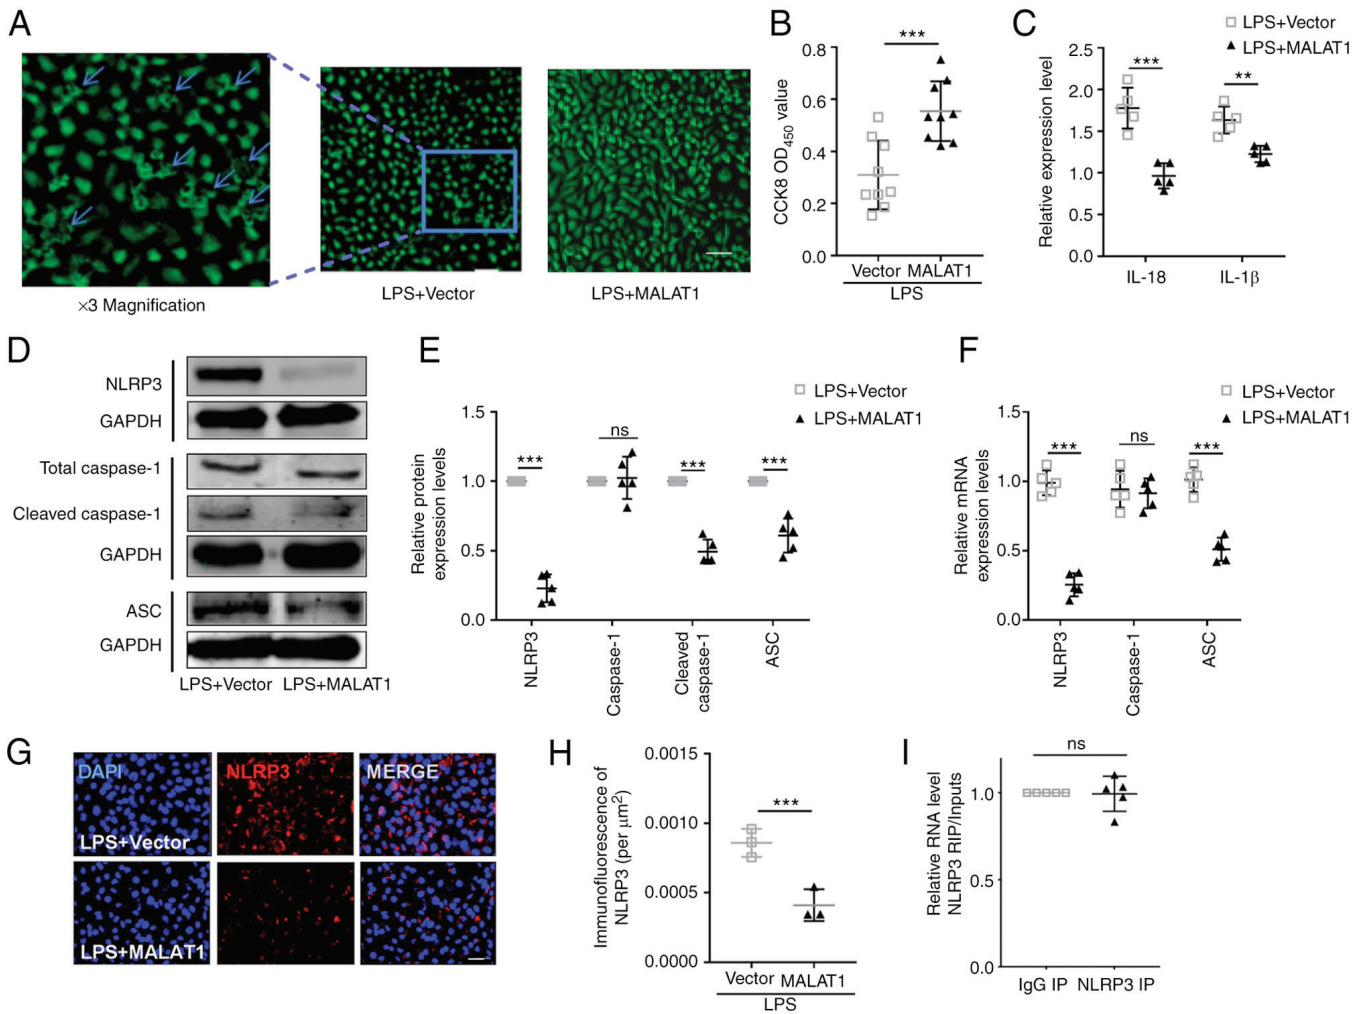 A
×3 Magnification
LPS+Vector
LPS+MALAT1
B
CCK8 OD450 value
0.8
0.6
0.4
0.2
0.0
***
Vector MALAT1
LPS
C
LPS+Vector
LPS+MALAT1
Relative expression level
2.5
2.0
1.5
1.0
0.5
0.0
***
**
IL-18
IL-1β
D
NLRP3
GAPDH
Total caspase-1
Cleaved caspase-1
GAPDH
ASC
GAPDH
LPS+Vector LPS+MALAT1
E
LPS+Vector
LPS+MALAT1
Relative protein
expression levels
1.5
1.0
0.5
0.0
***
ns
***
***
NLRP3
Caspase-1
Cleaved
caspase-1
ASC
F
LPS+Vector
LPS+MALAT1
Relative mRNA
expression levels
1.5
1.0
0.5
0.0
***
ns
***
NLRP3
Caspase-1
ASC
G
DAPI
NLRP3
MERGE
LPS+Vector
LPS+MALAT1
H
Immunofluorescence of
NLRP3 (per μm2)
0.0015
0.0010
0.0005
0.0000
***
Vector MALAT1
LPS
I
Relative RNA level
NLRP3 RIP/Inputs
1.0
0.5
0.0
ns
IgG IP NLRP3 IP